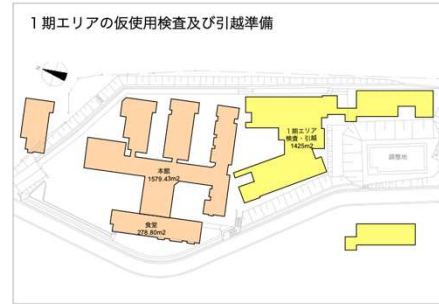 1期エリアの仮使用検査及び引越準備
N
1期エリア
検査・引越
1425m2
調整池
本館
1579.43m2
食堂
278.80m2